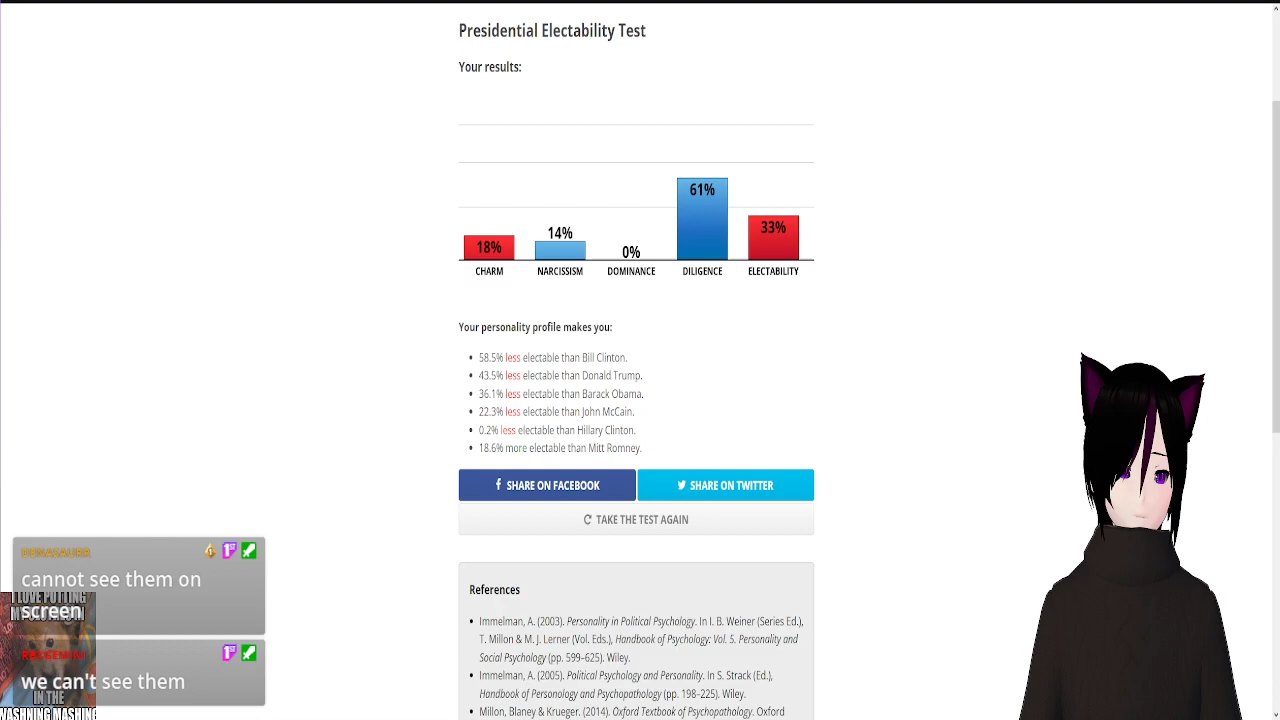 Presidential Electability Test
Your results:
18%
14%
0%
61%
33%
CHARM
NARCISSISM
DOMINANCE
DILIGENCE
ELECTABILITY
Your personality profile makes you:
• 58.5% less electable than Bill Clinton.
• 43.5% less electable than Donald Trump.
• 36.1% less electable than Barack Obama.
• 22.3% less electable than John McCain.
• 0.2% less electable than Hillary Clinton.
• 18.6% more electable than Mitt Romney.
SHARE ON FACEBOOK
SHARE ON TWITTER
TAKE THE TEST AGAIN
References
• Immelman, A. (2003). Personality in Political Psychology. In I. B. Weiner (Series Ed.),
T. Millon & M. J. Lerner (Vol. Eds.), Handbook of Psychology: Vol. 5. Personality and
Social Psychology (pp. 599–625). Wiley.
• Immelman, A. (2005). Political Psychology and Personality. In S. Strack (Ed.),
Handbook of Personology and Psychopathology (pp. 198–225). Wiley.
• Millon, Blaney & Krueger. (2014). Oxford Textbook of Psychopathology. Oxford
1ST
cannot see them on
screen
1ST
we can't see them
I LOVE PUTTING
IN THE